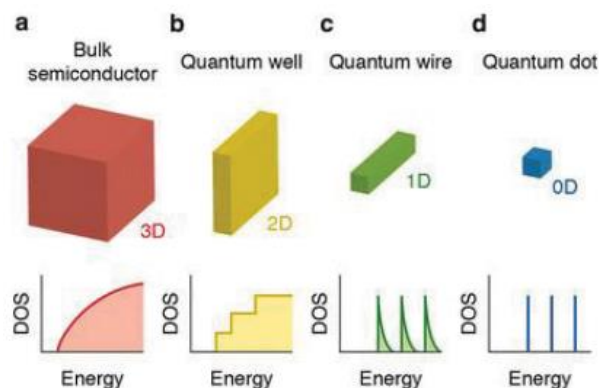 a
Bulk
semiconductor
b
Quantum well
c
Quantum wire
d
Quantum dot
3D
2D
1D
0D
DOS
Energy
DOS
Energy
DOS
Energy
DOS
Energy